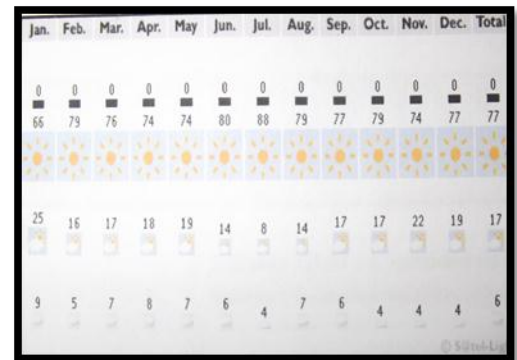 Jan. Feb. Mar. Apr. May Jun. Jul. Aug. Sep. Oct. Nov. Dec. Total
0 0 0 0 0 0 0 0 0 0 0 0 0
66 79 76 74 74 80 88 79 77 79 74 77 77
25 16 17 18 19 14 8 14 17 17 22 19 17
9 5 7 8 7 6 4 7 6 4 4 4 6